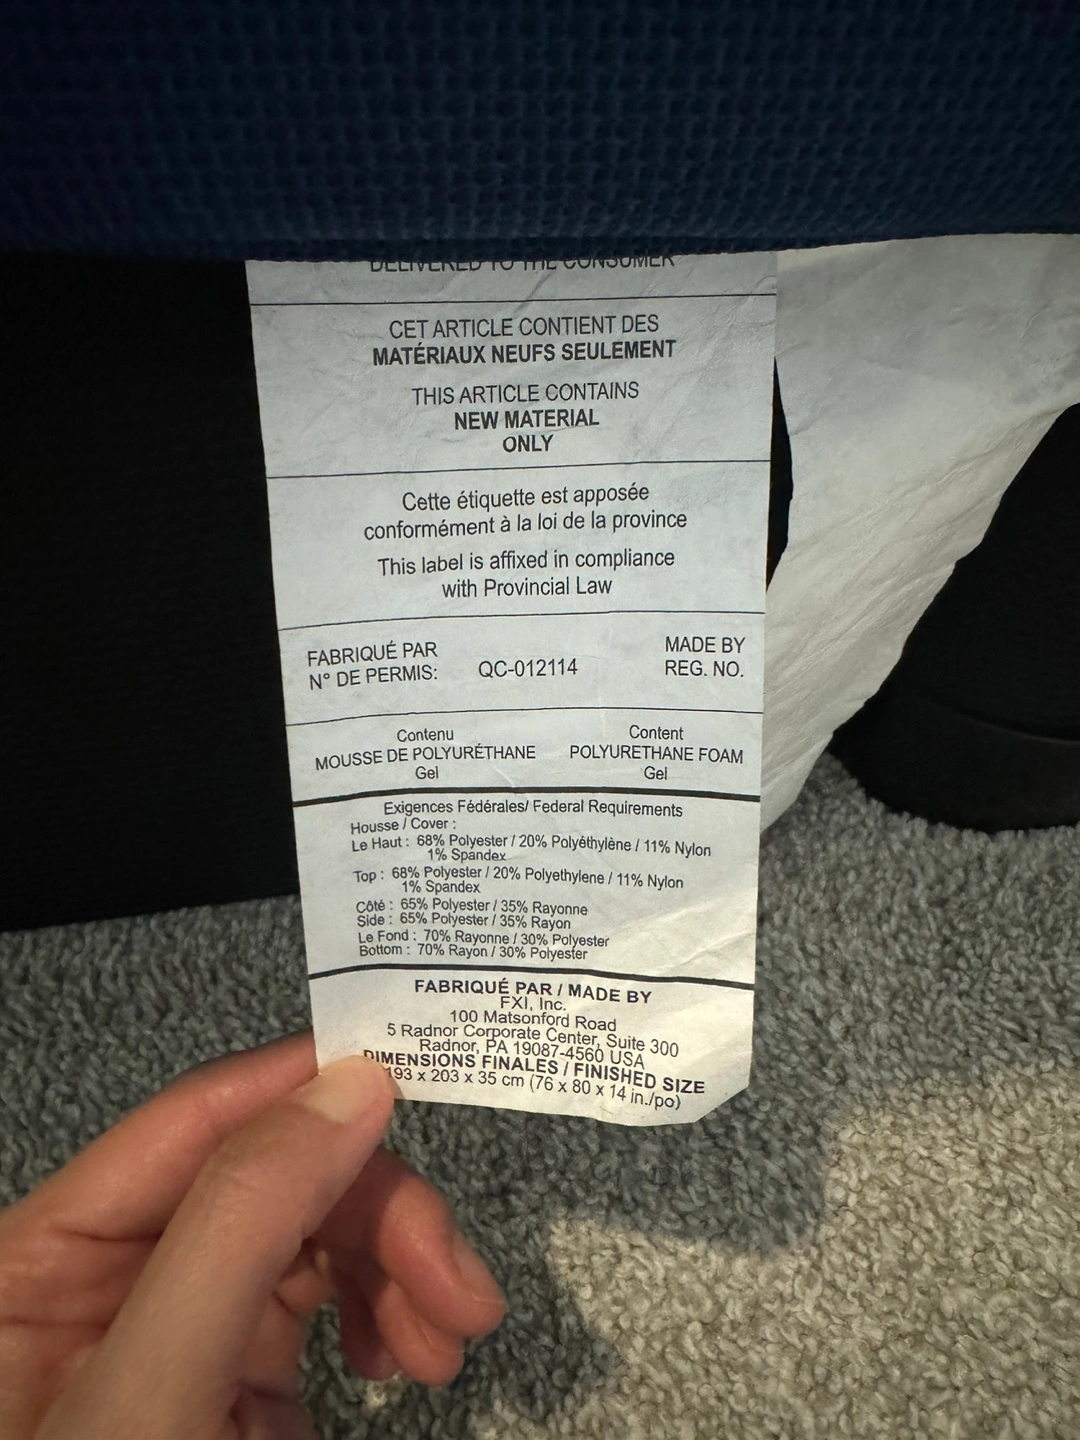 DELIVERED TO THE CONSUMER
CET ARTICLE CONTIENT DES
MATÉRIAUX NEUFS SEULEMENT
THIS ARTICLE CONTAINS
NEW MATERIAL
ONLY
Cette étiquette est apposée
conformément à la loi de la province
This label is affixed in compliance
with Provincial Law
FABRIQUÉ PAR MADE BY
N° DE PERMIS: QC-012114 REG. NO.
Contenu Content
MOUSSE DE POLYURÉTHANE POLYURETHANE FOAM
Gel Gel
Exigences Fédérales/ Federal Requirements
Housse / Cover :
Le Haut : 68% Polyester / 20% Polyéthylène / 11% Nylon
1% Spandex
Top : 68% Polyester / 20% Polyethylene / 11% Nylon
1% Spandex
Côté : 65% Polyester / 35% Rayonne
Side : 65% Polyester / 35% Rayon
Le Fond : 70% Rayonne / 30% Polyester
Bottom : 70% Rayon / 30% Polyester
FABRIQUÉ PAR / MADE BY
FXI, Inc.
100 Matsonford Road
5 Radnor Corporate Center, Suite 300
Radnor, PA 19087-4560 USA
DIMENSIONS FINALES / FINISHED SIZE
193 x 203 x 35 cm (76 x 80 x 14 in./po)